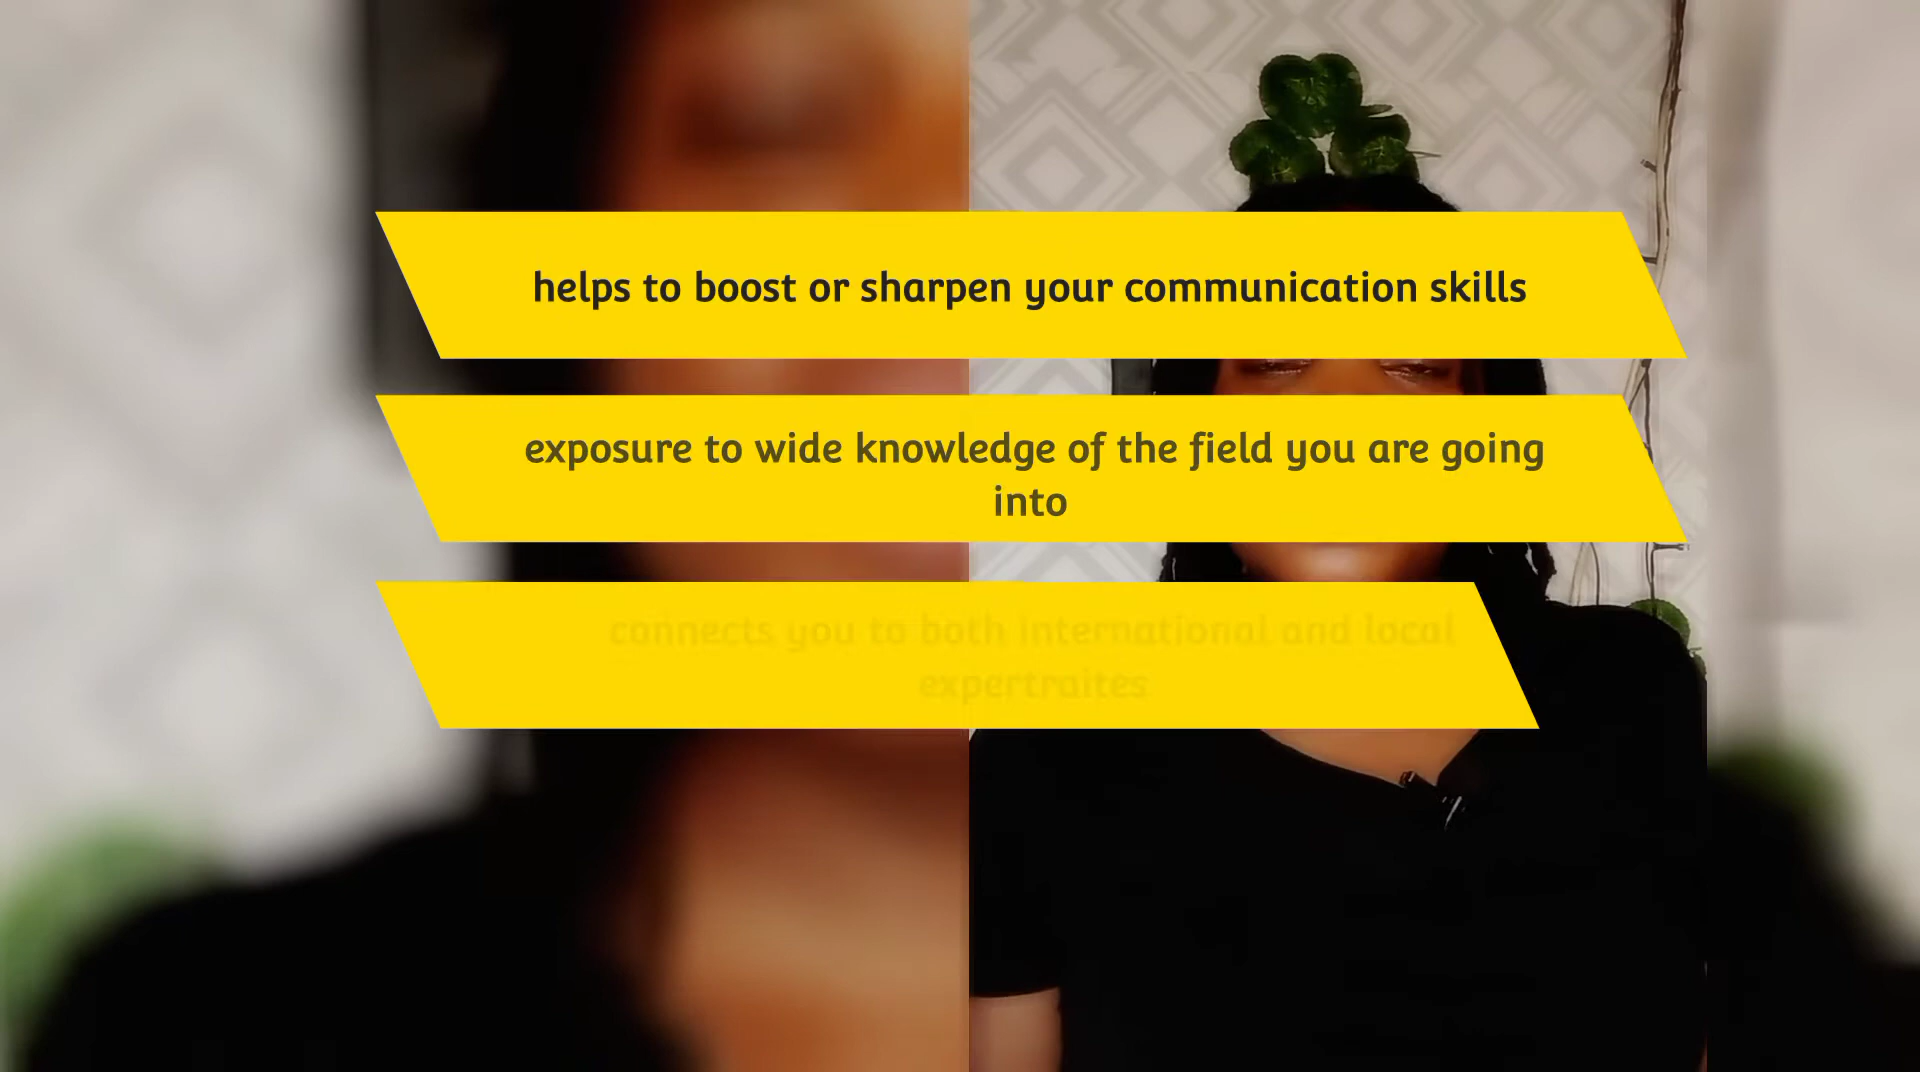 helps to boost or sharpen your communication skills
exposure to wide knowledge of the field you are going
into
connects you to both international and local
expertraites